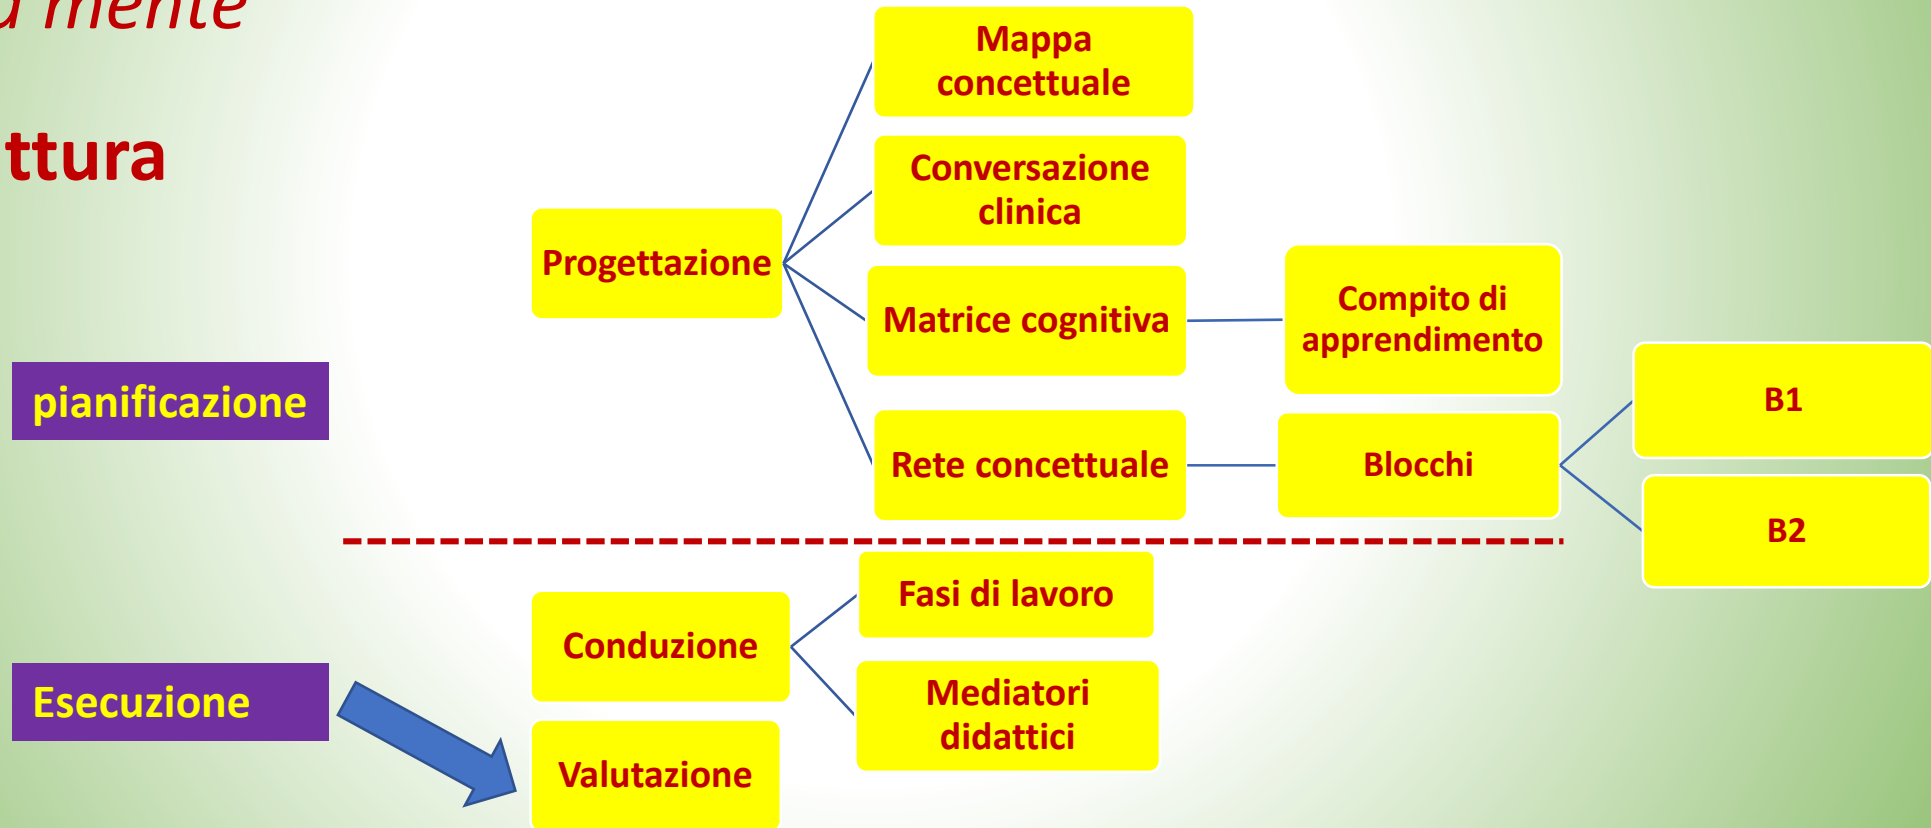 mente
ttura
pianificazione
Esecuzione
Progettazione
Mappa
concettuale
Conversazione
clinica
Matrice cognitiva
Compito di
apprendimento
Rete concettuale
Blocchi
B1
B2
Conduzione
Fasi di lavoro
Mediatori
didattici
Valutazione